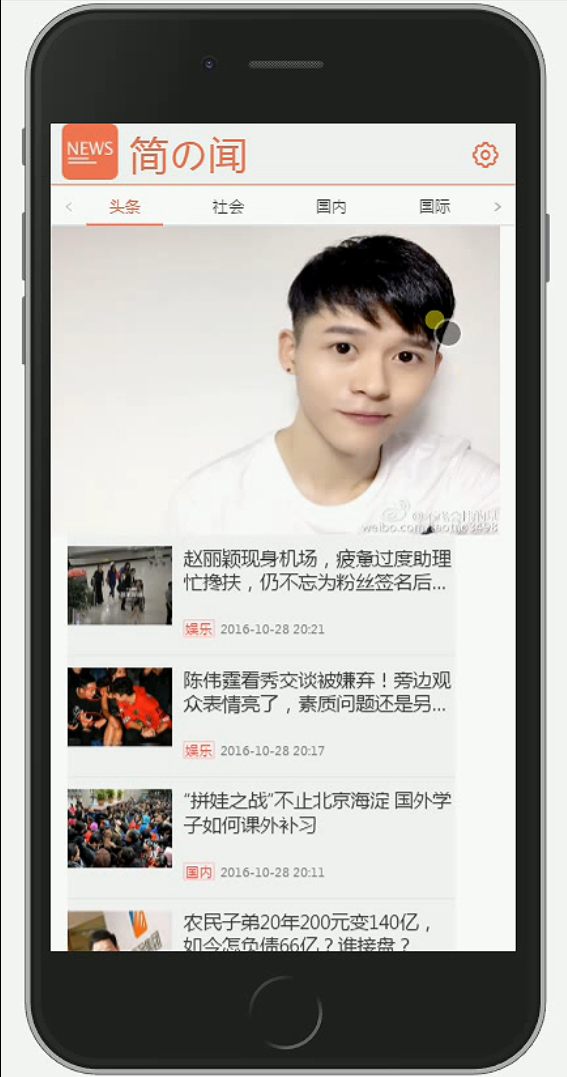 NEWS
简の闻
< 头条 社会 国内 国际 >
赵丽颖现身机场，疲惫过度助理
忙搀扶，仍不忘为粉丝签名后...
娱乐 2016-10-28 20:21
陈伟霆看秀交谈被嫌弃！旁边观
众表情亮了，素质问题还是另...
娱乐 2016-10-28 20:17
“拼娃之战”不止北京海淀 国外学
子如何课外补习
国内 2016-10-28 20:11
农民子弟20年200元变140亿，
如今怎负债66亿？谁接盘？